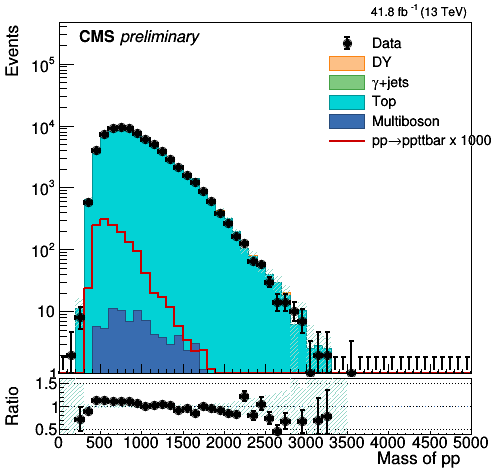 41.8 fb⁻¹ (13 TeV)
CMS preliminary
Events
Data
DY
γ+jets
Top
Multiboson
pp→ppttbar x 1000
10⁵
10⁴
10³
10²
10
1
1.5
1
0.5
Ratio
0 500 1000 1500 2000 2500 3000 3500 4000 4500 5000
Mass of pp